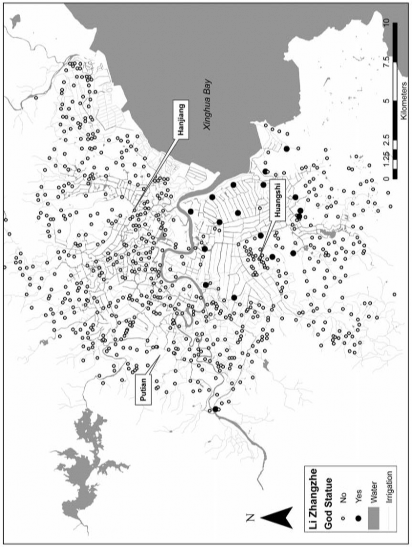 Xinghua Bay
Hanjiang
Huangshi
Putian
N
Li Zhangzhe
God Statue
No
Yes
Water
Irrigation
0 1.25 2.5 5 7.5 10
Kilometers